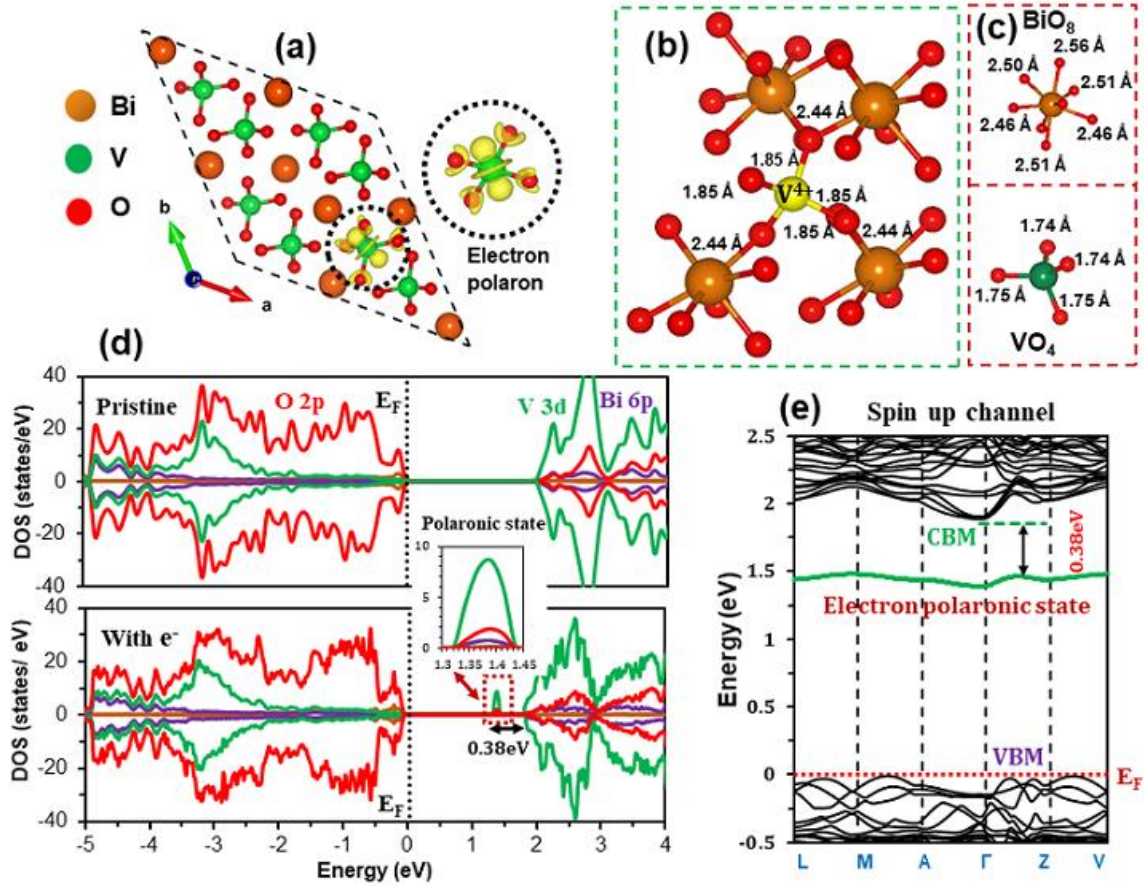 (a)
Bi
V
O
b
a
c
Electron
polaron
(b)
2.44 Å
1.85 Å
1.85 Å
V⁴⁺
1.85 Å
1.85 Å
2.44 Å
2.44 Å
(c)
BiO₈
2.56 Å
2.50 Å
2.51 Å
2.46 Å
2.46 Å
2.51 Å
1.74 Å
1.74 Å
1.75 Å
1.75 Å
VO₄
(d)
DOS (states/eV)
40
20
0
-20
-40
Pristine
O 2p
E_F
V 3d
Bi 6p
Polaronic state
10
5
0
1.3
1.4
1.45
DOS (states/ eV)
40
20
0
-20
-40
With e⁻
0.38eV
E_F
-5 -4 -3 -2 -1 0 1 2 3 4
Energy (eV)
(e)
Spin up channel
Energy (eV)
2.5
2
1.5
1
0.5
0
-0.5
CBM
0.38eV
Electron polaronic state
VBM
E_F
L M A Γ Z V